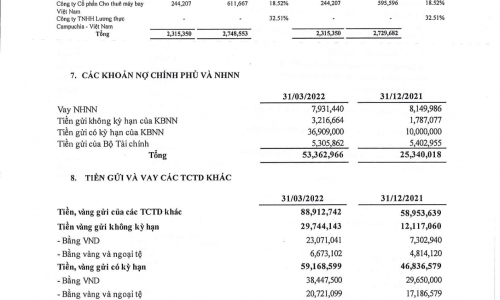 Công ty Cổ phần Cho thuê máy bay 244,207 611,667 18.52% 244,207 595,596 18.52%
Việt Nam
Công ty TNHH Lương thực 32.51% 32.51%
Campuchia - Việt Nam
Tổng 2,315,350 2,748,553 2,315,350 2,729,682
7. CÁC KHOẢN NỢ CHÍNH PHỦ VÀ NHNN
31/03/2022 31/12/2021
Vay NHNN 7,931,440 8,149,986
Tiền gửi không kỳ hạn của KBNN 3,216,664 1,787,077
Tiền gửi có kỳ hạn của KBNN 36,909,000 10,000,000
Tiền gửi của Bộ Tài chính 5,305,862 5,402,955
Tổng 53,362,966 25,340,018
8. TIỀN GỬI VÀ VAY CÁC TCTD KHÁC
31/03/2022 31/12/2021
Tiền, vàng gửi của các TCTD khác 88,912,742 58,953,639
Tiền vàng gửi không kỳ hạn 29,744,143 12,117,060
- Bằng VND 23,071,041 7,302,940
- Bằng vàng và ngoại tệ 6,673,102 4,814,120
Tiền, vàng gửi có kỳ hạn 59,168,599 46,836,579
- Bằng VND 38,447,500 29,650,000
- Bằng vàng và ngoại tệ 20,721,099 17,186,579